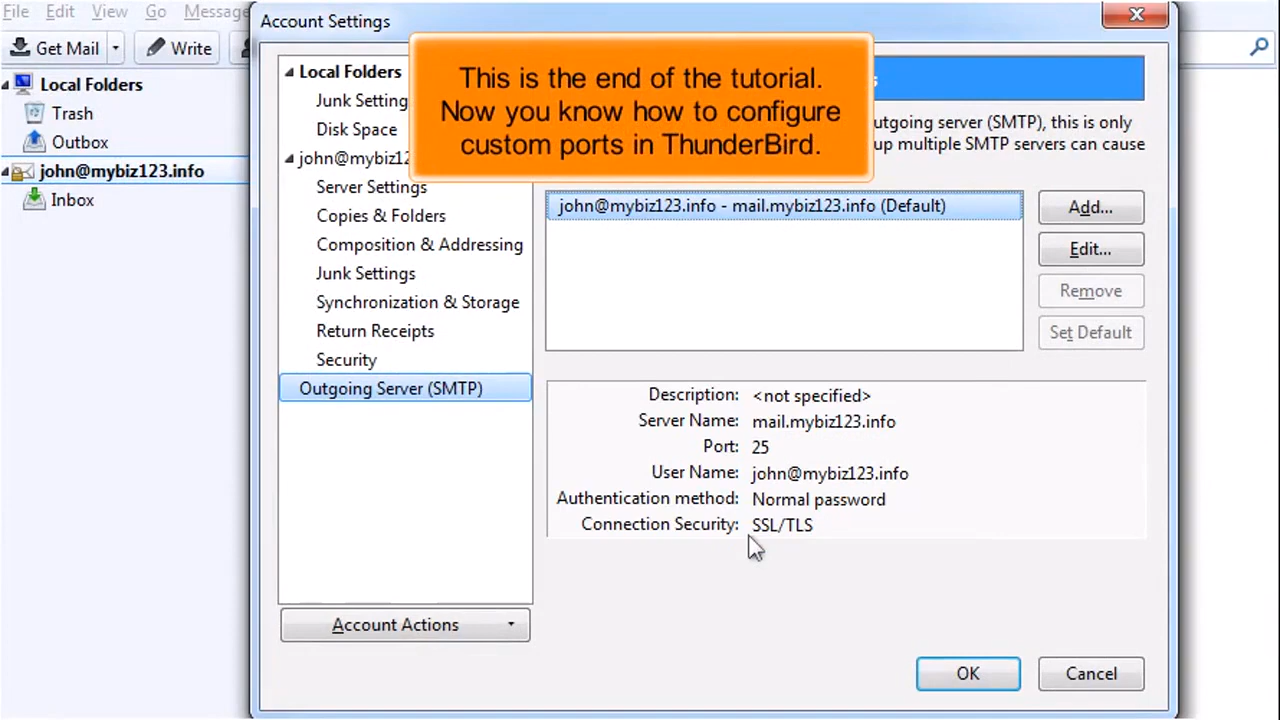 File Edit View Go Message
Account Settings
Get Mail
Write
Local Folders
Trash
Outbox
john@mybiz123.info
Inbox
Local Folders
Junk Setting
Disk Space
john@mybiz12
Server Settings
Copies & Folders
Composition & Addressing
Junk Settings
Synchronization & Storage
Return Receipts
Security
Outgoing Server (SMTP)
Account Actions
This is the end of the tutorial.
Now you know how to configure
custom ports in ThunderBird.
s
outgoing server (SMTP), this is only
up multiple SMTP servers can cause
john@mybiz123.info - mail.mybiz123.info (Default)
Add...
Edit...
Remove
Set Default
Description: <not specified>
Server Name: mail.mybiz123.info
Port: 25
User Name: john@mybiz123.info
Authentication method: Normal password
Connection Security: SSL/TLS
OK
Cancel